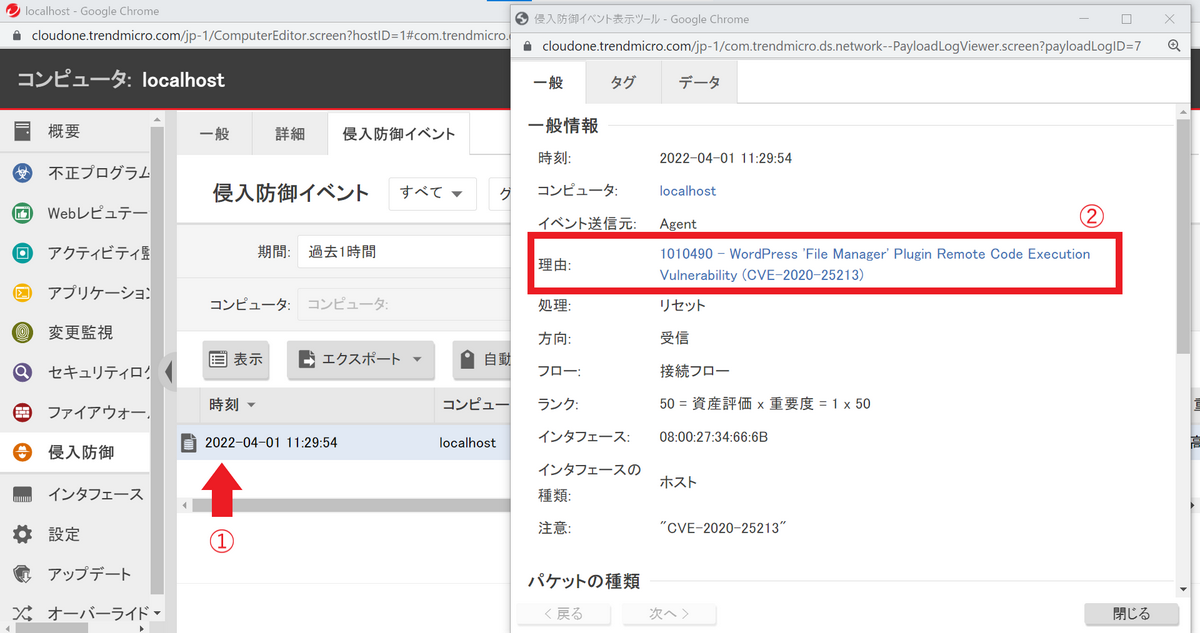 localhost - Google Chrome
cloudone.trendmicro.com/jp-1/ComputerEditor.screen?hostID=1#com.trendmicro.
コンピュータ: localhost
概要
不正プログラム
Webレピュテー
アクティビティ監
アプリケーション
変更監視
セキュリティログ
ファイアウォー
侵入防御
インタフェース
設定
アップデート
オーバーライド
一般
詳細
侵入防御イベント
侵入防御イベント
すべて
グ
期間:
過去1時間
コンピュータ:
コンピュータ:
表示
エクスポート
自動
時刻
コンピュー
2022-04-01 11:29:54
localhost
①
侵入防御イベント表示ツール - Google Chrome
cloudone.trendmicro.com/jp-1/com.trendmicro.ds.network--PayloadLogViewer.screen?payloadLogID=7
一般
タグ
データ
一般情報
時刻: 2022-04-01 11:29:54
コンピュータ: localhost
イベント送信元: Agent
②
理由: 1010490 - WordPress 'File Manager' Plugin Remote Code Execution
Vulnerability (CVE-2020-25213)
処理: リセット
方向: 受信
フロー: 接続フロー
ランク: 50 = 資産評価 x 重要度 = 1 x 50
インタフェース: 08:00:27:34:66:6B
インタフェースの
種類: ホスト
注意: "CVE-2020-25213"
パケットの種類
< 戻る
次へ >
閉じる
重
高